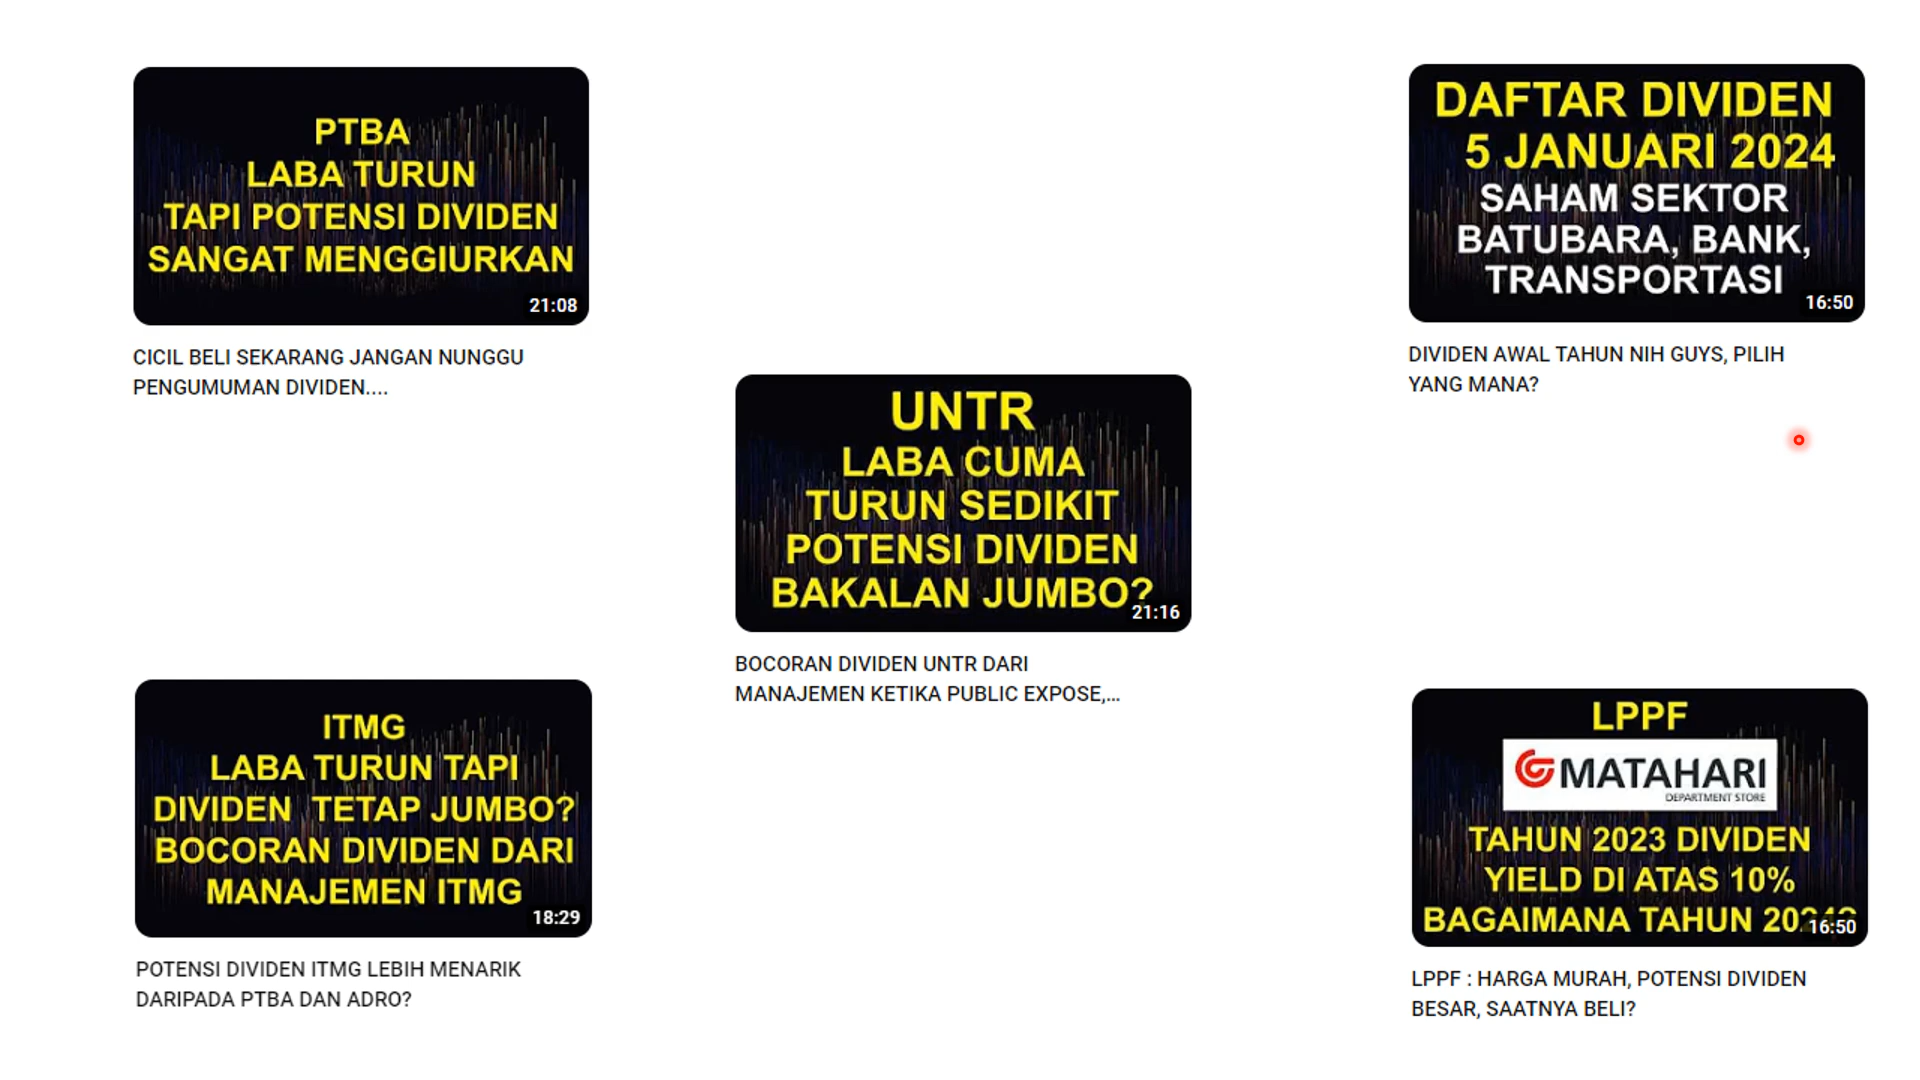 PTBA
LABA TURUN
TAPI POTENSI DIVIDEN
SANGAT MENGGIURKAN
21:08
CICIL BELI SEKARANG JANGAN NUNGGU
PENGUMUMAN DIVIDEN....
DAFTAR DIVIDEN
5 JANUARI 2024
SAHAM SEKTOR
BATUBARA, BANK,
TRANSPORTASI
16:50
DIVIDEN AWAL TAHUN NIH GUYS, PILIH
YANG MANA?
UNTR
LABA CUMA
TURUN SEDIKIT
POTENSI DIVIDEN
BAKALAN JUMBO?
21:16
BOCORAN DIVIDEN UNTR DARI
MANAJEMEN KETIKA PUBLIC EXPOSE,...
ITMG
LABA TURUN TAPI
DIVIDEN TETAP JUMBO?
BOCORAN DIVIDEN DARI
MANAJEMEN ITMG
18:29
POTENSI DIVIDEN ITMG LEBIH MENARIK
DARIPADA PTBA DAN ADRO?
LPPF
MATAHARI
DEPARTMENT STORE
TAHUN 2023 DIVIDEN
YIELD DI ATAS 10%
BAGAIMANA TAHUN
16:50
LPPF : HARGA MURAH, POTENSI DIVIDEN
BESAR, SAATNYA BELI?